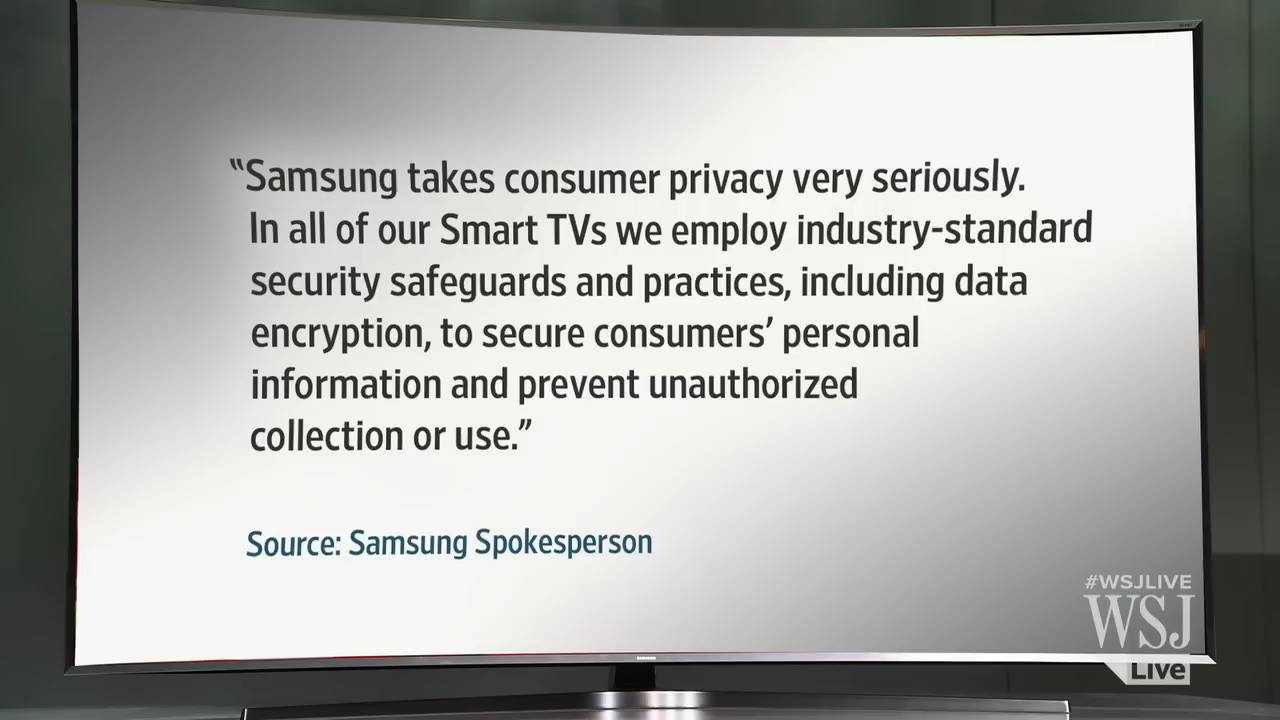 “Samsung takes consumer privacy very seriously.
In all of our Smart TVs we employ industry-standard
security safeguards and practices, including data
encryption, to secure consumers’ personal
information and prevent unauthorized
collection or use.”
Source: Samsung Spokesperson
#WSJLIVE
WSJ
Live
SAMSUNG